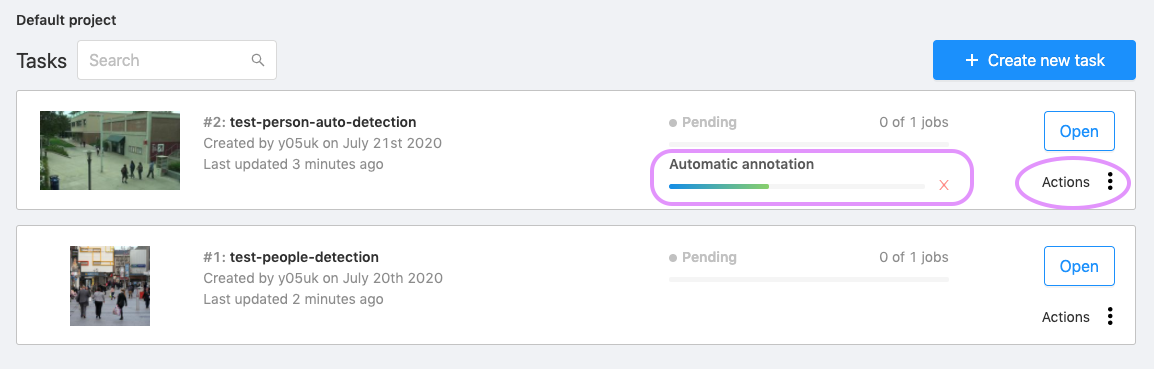 Default project
Tasks
Search
+ Create new task
#2: test-person-auto-detection
Created by y05uk on July 21st 2020
Last updated 3 minutes ago
Pending
0 of 1 jobs
Automatic annotation
X
Open
Actions
#1: test-people-detection
Created by y05uk on July 20th 2020
Last updated 2 minutes ago
Pending
0 of 1 jobs
Open
Actions